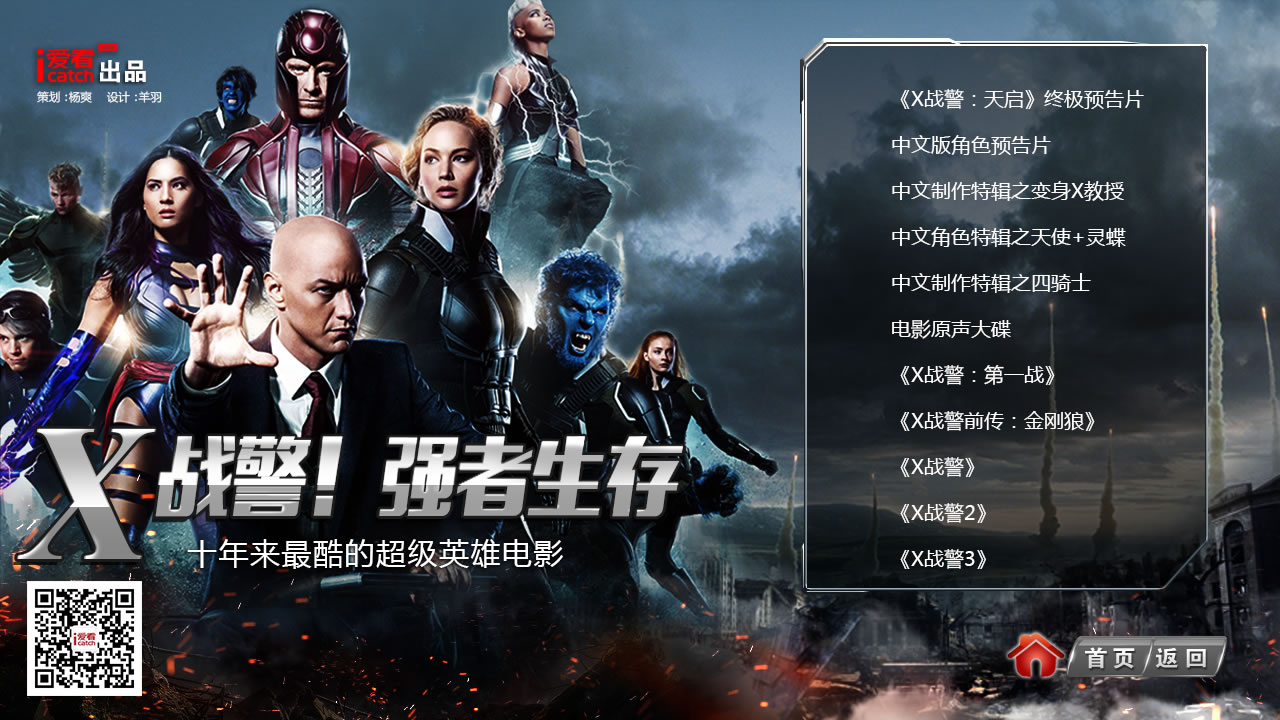 i爱看
catch 出品
策划:杨爽 设计:羊羽
X战警！强者生存
十年来最酷的超级英雄电影
i爱看
catch
《X战警：天启》终极预告片
中文版角色预告片
中文制作特辑之变身X教授
中文角色特辑之天使+灵蝶
中文制作特辑之四骑士
电影原声大碟
《X战警：第一战》
《X战警前传：金刚狼》
《X战警》
《X战警2》
《X战警3》
首页 返回